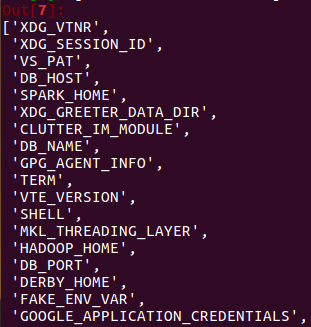 Out[7]:
['XDG_VTNR',
'XDG_SESSION_ID',
'VS_PAT',
'DB_HOST',
'SPARK_HOME',
'XDG_GREETER_DATA_DIR',
'CLUTTER_IM_MODULE',
'DB_NAME',
'GPG_AGENT_INFO',
'TERM',
'VTE_VERSION',
'SHELL',
'MKL_THREADING_LAYER',
'HADOOP_HOME',
'DB_PORT',
'DERBY_HOME',
'FAKE_ENV_VAR',
'GOOGLE_APPLICATION_CREDENTIALS',